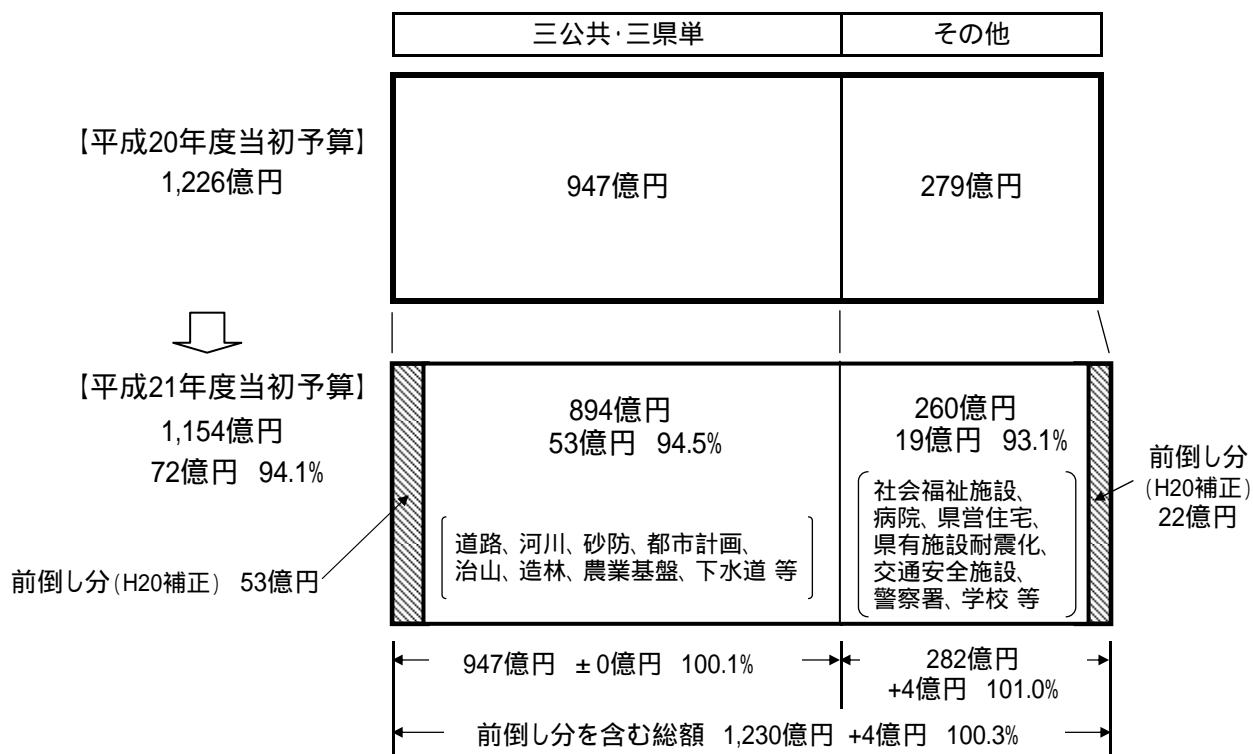 三公共・三県単 その他
【平成20年度当初予算】
1,226億円
947億円
279億円
【平成21年度当初予算】
1,154億円
72億円 94.1%
894億円
53億円 94.5%
道路、河川、砂防、都市計画、
治山、造林、農業基盤、下水道 等
260億円
19億円 93.1%
社会福祉施設、
病院、県営住宅、
県有施設耐震化、
交通安全施設、
警察署、学校 等
前倒し分
(H20補正)
22億円
前倒し分(H20補正) 53億円
947億円 ±0億円 100.1%
282億円
+4億円 101.0%
前倒し分を含む総額 1,230億円 +4億円 100.3%